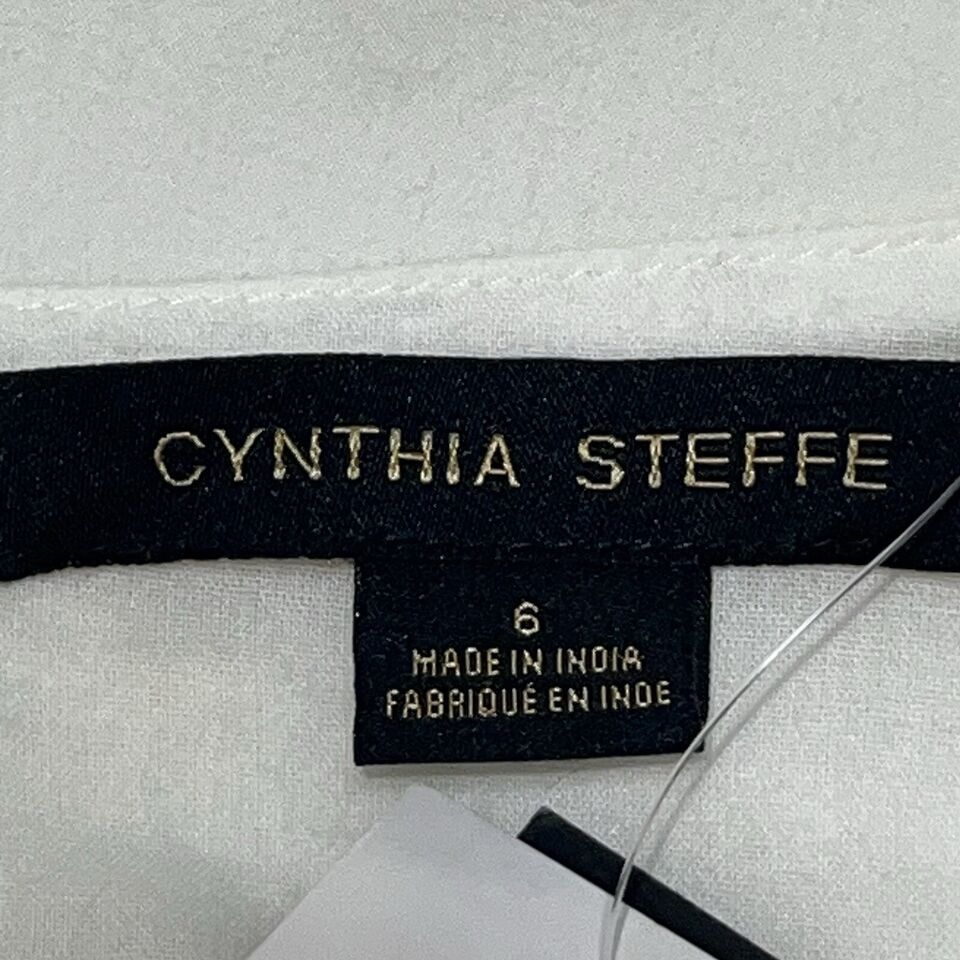 CYNTHIA STEFFE
6
MADE IN INDIA
FABRIQUÉ EN INDE